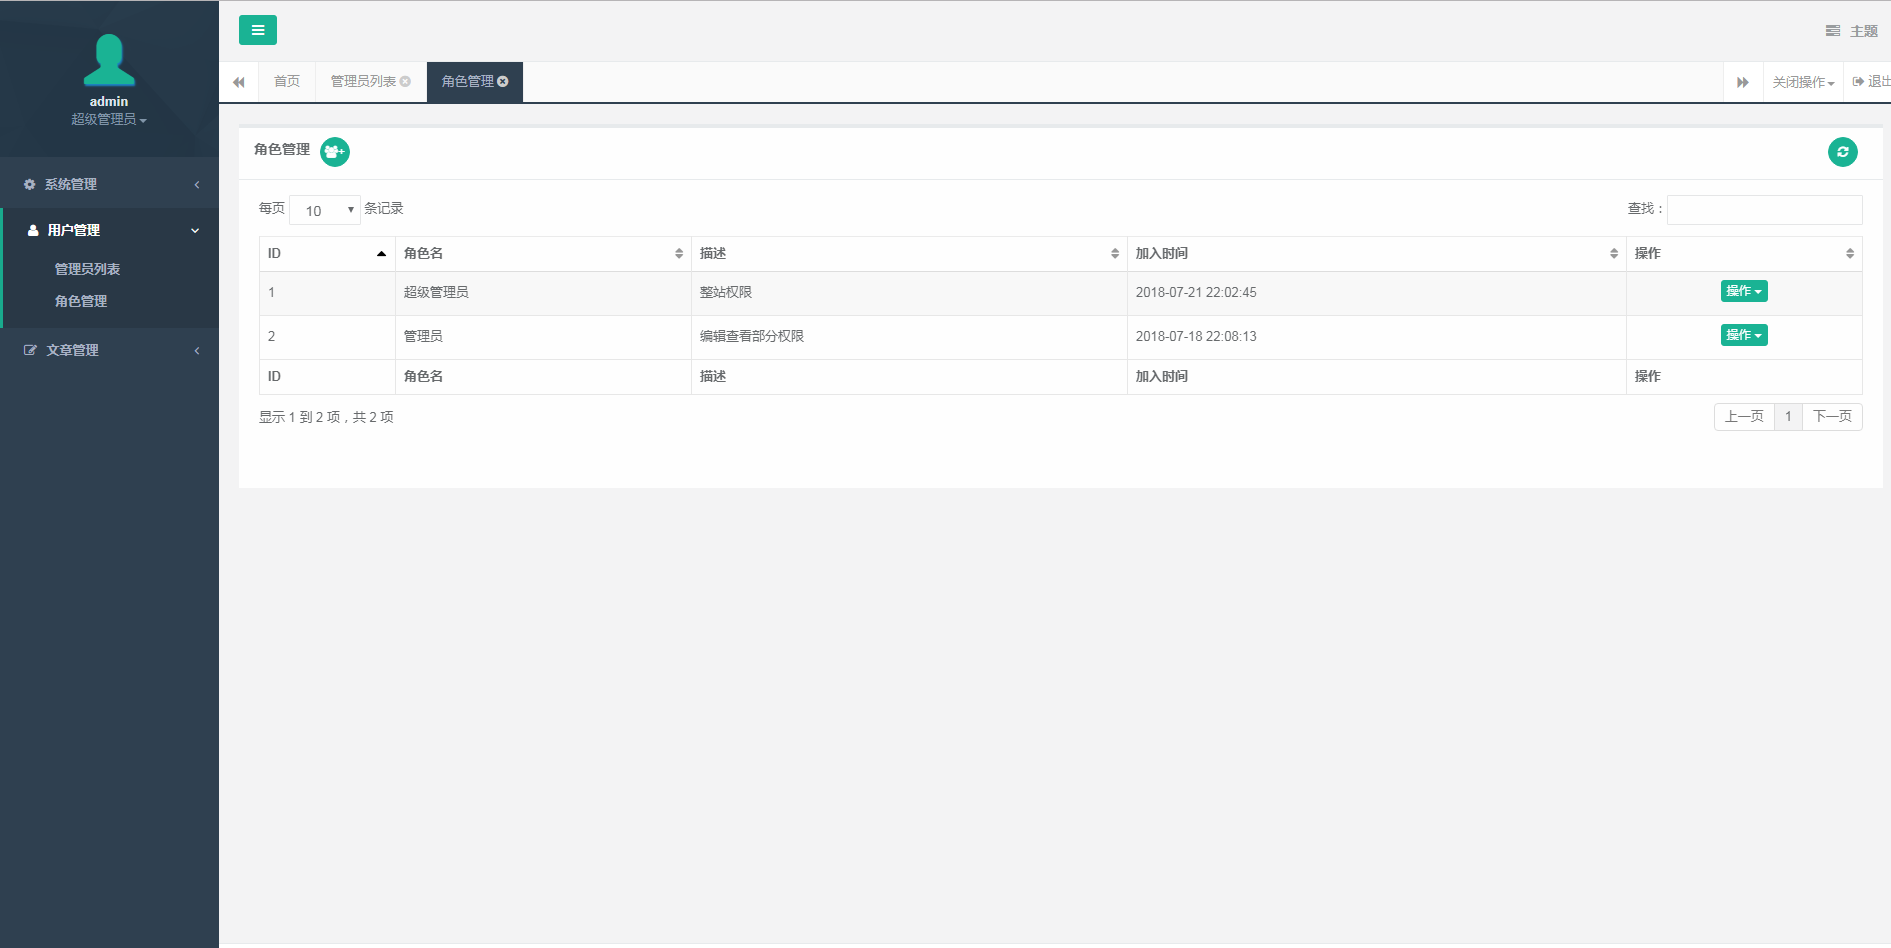 admin
超级管理员
系统管理
用户管理
管理员列表
角色管理
文章管理
主题
首页
管理员列表
角色管理
关闭操作
退出
角色管理
每页 10 条记录
查找：
ID 角色名 描述 加入时间 操作
1 超级管理员 整站权限 2018-07-21 22:02:45 操作
2 管理员 编辑查看部分权限 2018-07-18 22:08:13 操作
ID 角色名 描述 加入时间 操作
显示 1 到 2 项，共 2 项
上一页 1 下一页